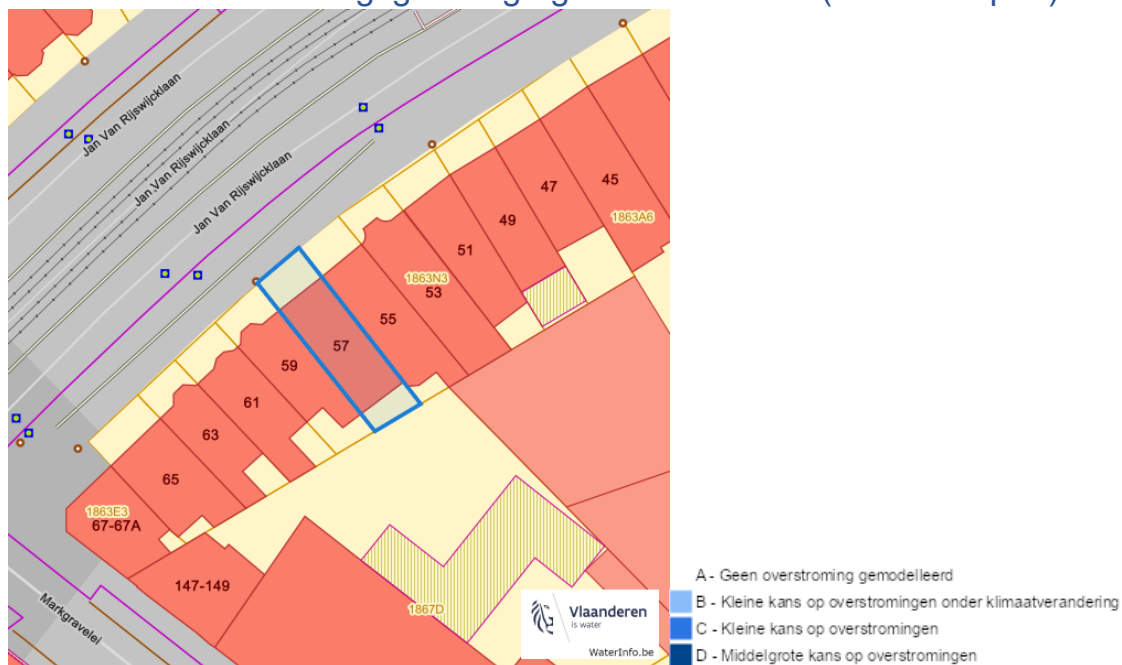 Jan Van Rijswijcklaan
Jan Van Rijswijcklaan
Jan Van Rijswijcklaan
45
47
1863A6
49
51
1863N3
53
55
57
59
61
63
65
1863E3
67-67A
147-149
Markgravelei
1867D
Vlaanderen
is water
WaterInfo.be
A - Geen overstroming gemodelleerd
B - Kleine kans op overstromingen onder klimaatverandering
C - Kleine kans op overstromingen
D - Middelgrote kans op overstromingen